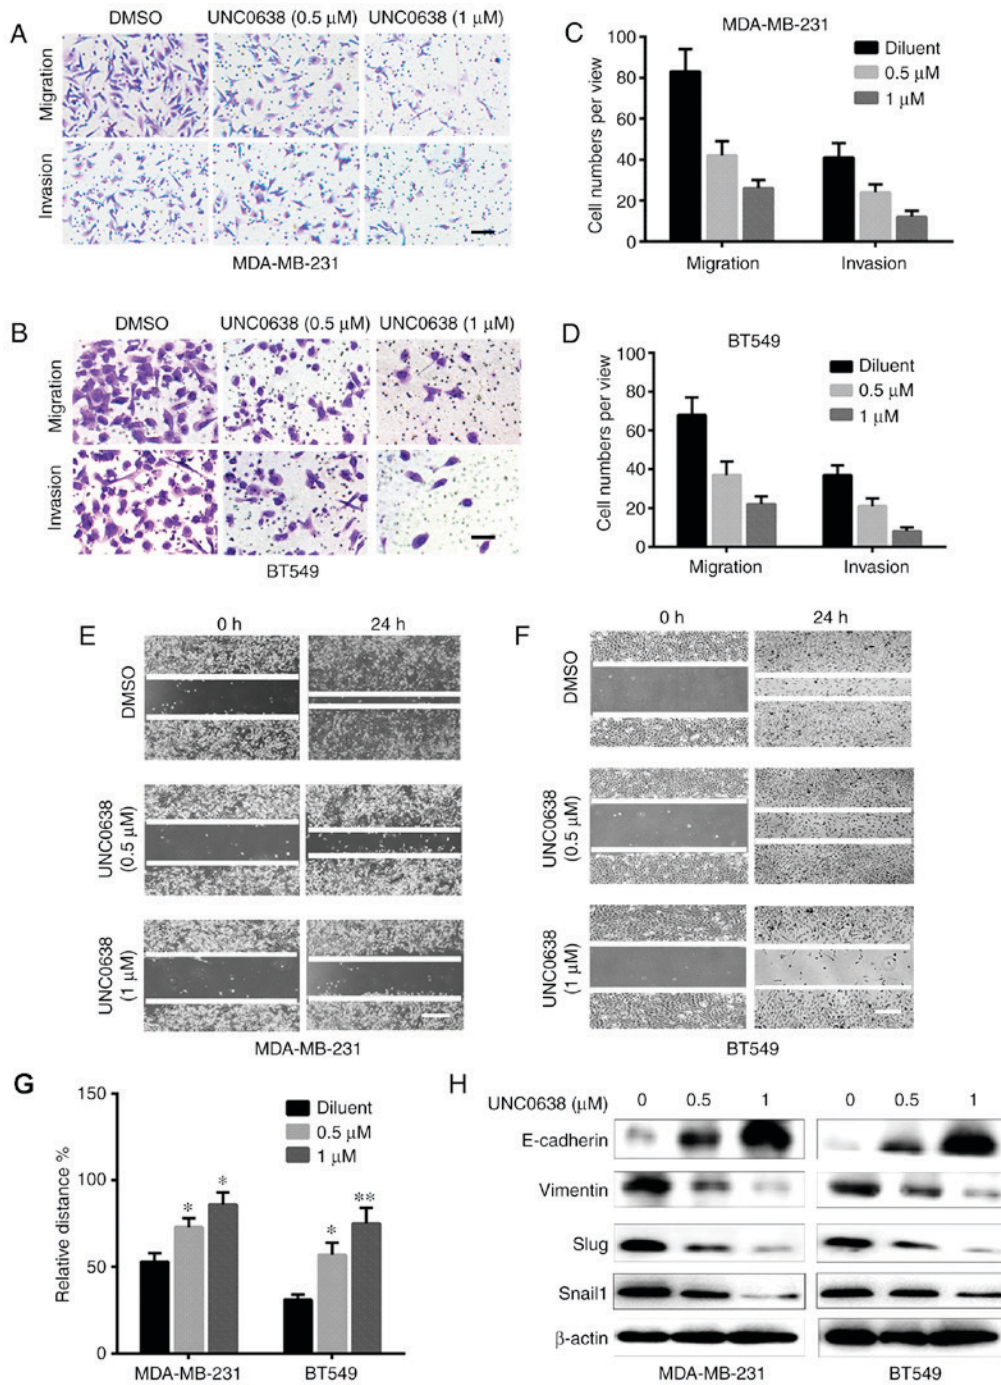 A
DMSO
UNC0638 (0.5 μM)
UNC0638 (1 μM)
Migration
Invasion
MDA-MB-231
C
MDA-MB-231
Cell numbers per view
100
80
60
40
20
0
Diluent
0.5 μM
1 μM
Migration
Invasion
B
DMSO
UNC0638 (0.5 μM)
UNC0638 (1 μM)
Migration
Invasion
BT549
D
BT549
Cell numbers per view
100
80
60
40
20
0
Diluent
0.5 μM
1 μM
Migration
Invasion
E
0 h
24 h
DMSO
UNC0638
(0.5 μM)
UNC0638
(1 μM)
MDA-MB-231
F
0 h
24 h
DMSO
UNC0638
(0.5 μM)
UNC0638
(1 μM)
BT549
G
Relative distance %
150
100
50
0
Diluent
0.5 μM
1 μM
*
*
*
**
MDA-MB-231
BT549
H
UNC0638 (μM)
0 0.5 1
0 0.5 1
E-cadherin
Vimentin
Slug
Snail1
β-actin
MDA-MB-231
BT549